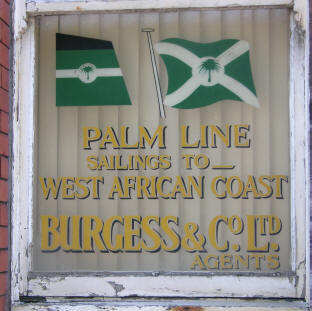 PALM LINE
SAILINGS TO —
WEST AFRICAN COAST
BURGESS & Co. LTD
AGENTS